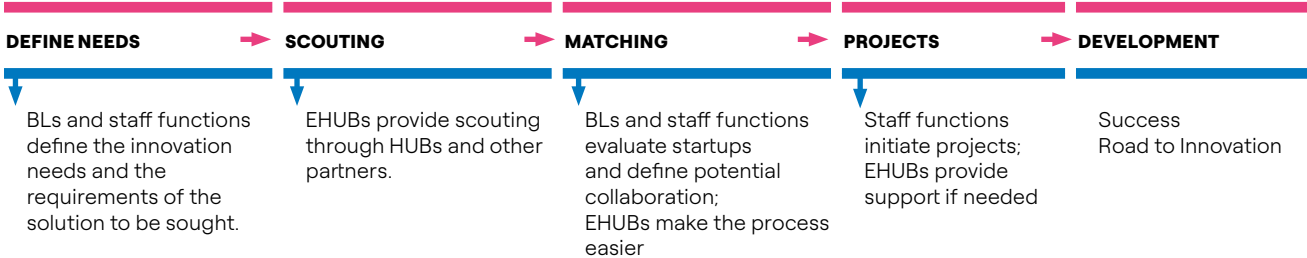 DEFINE NEEDS
SCOUTING
MATCHING
PROJECTS
DEVELOPMENT
BLs and staff functions
define the innovation
needs and the
requirements of the
solution to be sought.
EHUBs provide scouting
through HUBs and other
partners.
BLs and staff functions
evaluate startups
and define potential
collaboration;
EHUBs make the process
easier
Staff functions
initiate projects;
EHUBs provide
support if needed
Success
Road to Innovation